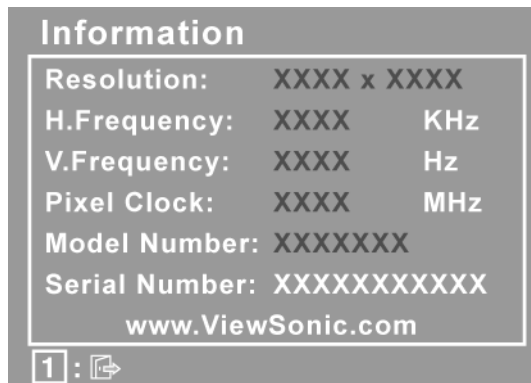 Information
Resolution: XXXX x XXXX
H.Frequency: XXXX KHz
V.Frequency: XXXX Hz
Pixel Clock: XXXX MHz
Model Number: XXXXXXX
Serial Number: XXXXXXXXXXX
www.ViewSonic.com
1 :